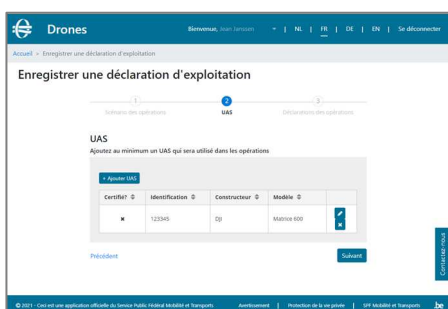 Drones
Bienvenue, Jean Janssen | NL | FR | DE | EN | Se déconnecter
Accueil > Enregistrer une déclaration d'exploitation
Enregistrer une déclaration d'exploitation
1 2 3
Scénario des opérations UAS Déclarations des opérations
UAS
Ajoutez au minimum un UAS qui sera utilisé dans les opérations
+ Ajouter UAS
Certifié? Identification Constructeur Modèle
123345 DJI Matrice 600
Précédent Suivant
Contactez-nous
© 2021 - Ceci est une application officielle du Service Public Fédéral Mobilité et Transports. Avertissement | Protection de la vie privée | SPF Mobilité et Transports .be